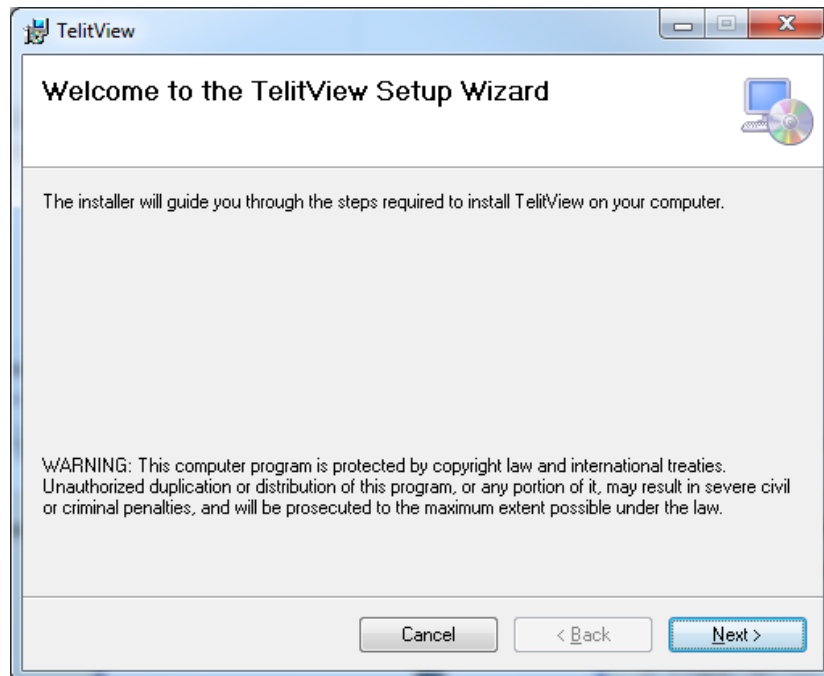 TelitView
Welcome to the TelitView Setup Wizard
The installer will guide you through the steps required to install TelitView on your computer.
WARNING: This computer program is protected by copyright law and international treaties.
Unauthorized duplication or distribution of this program, or any portion of it, may result in severe civil
or criminal penalties, and will be prosecuted to the maximum extent possible under the law.
Cancel
< Back
Next >